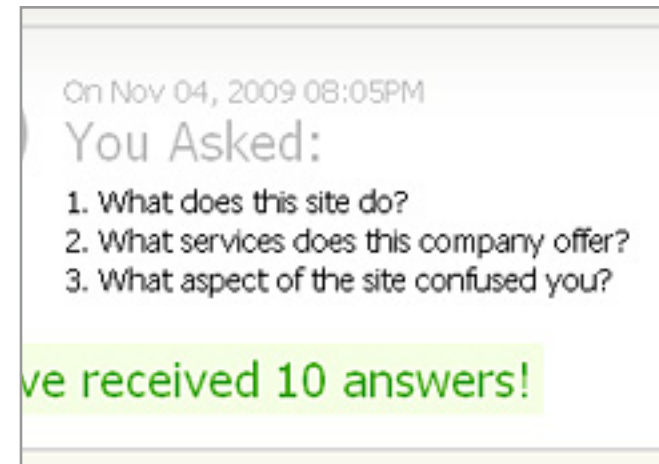 On Nov 04, 2009 08:05PM
You Asked:
1. What does this site do?
2. What services does this company offer?
3. What aspect of the site confused you?
ve received 10 answers!